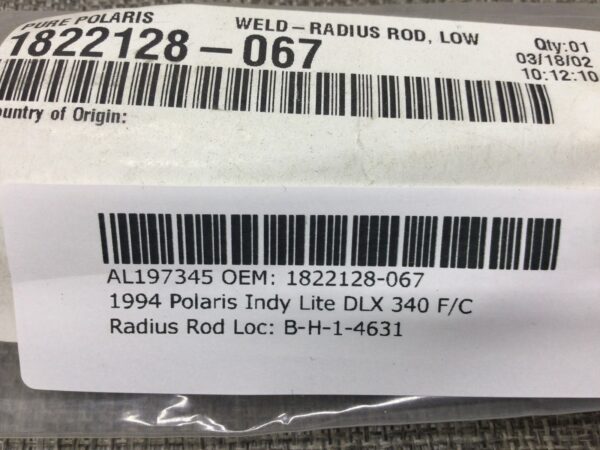 PURE POLARIS
WELD-RADIUS ROD, LOW
Qty:01
1822128-067
03/18/02
10:12:10
ountry of Origin:
AL197345 OEM: 1822128-067
1994 Polaris Indy Lite DLX 340 F/C
Radius Rod Loc: B-H-1-4631